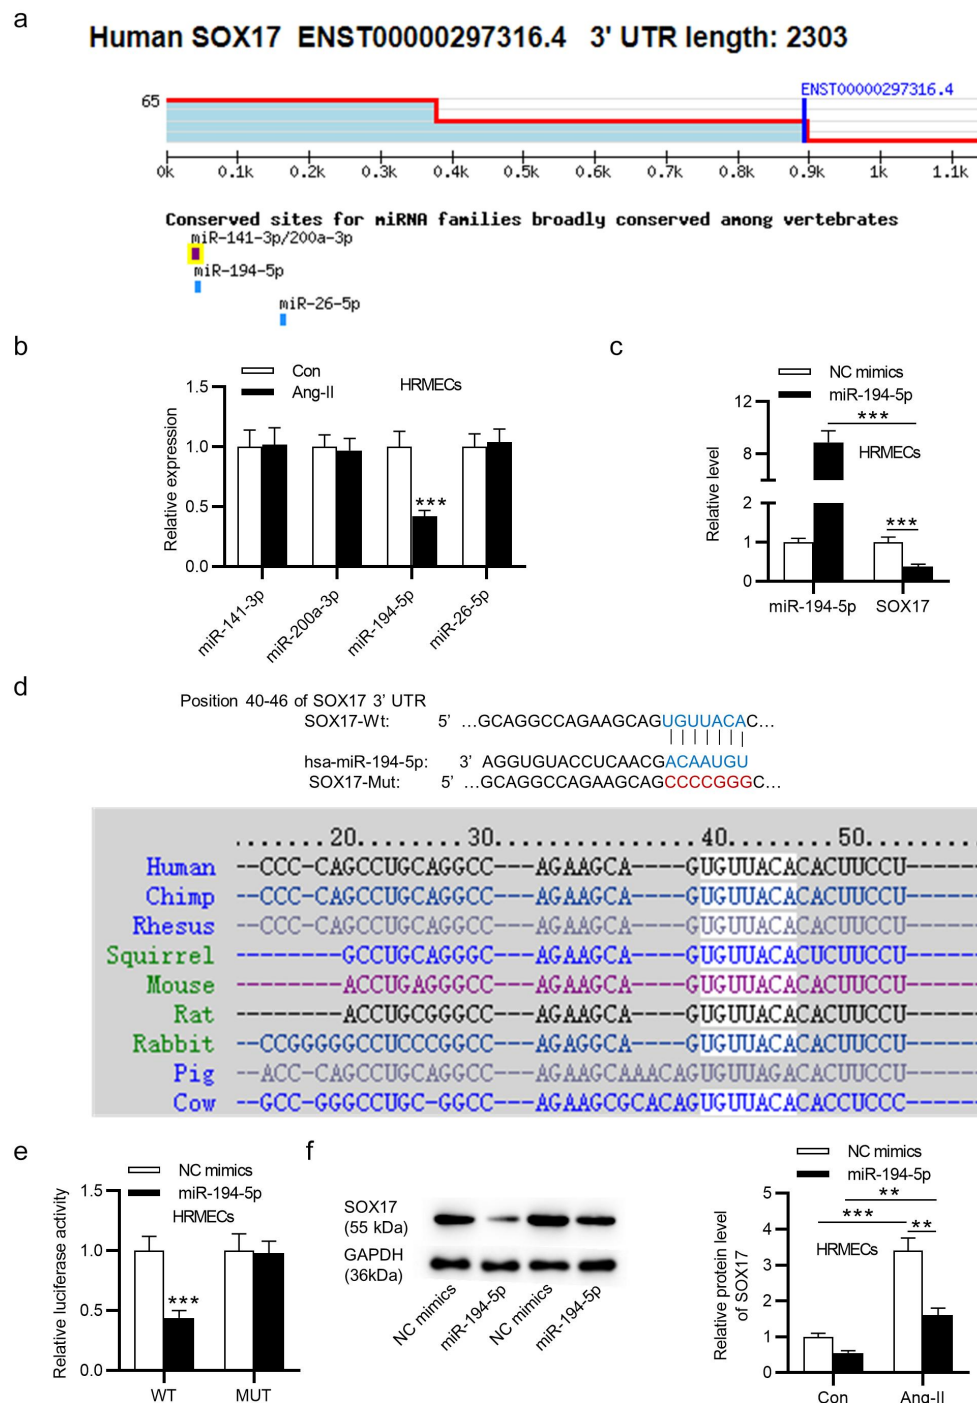 a
Human SOX17 ENST00000297316.4 3' UTR length: 2303
ENST00000297316.4
65
0k 0.1k 0.2k 0.3k 0.4k 0.5k 0.6k 0.7k 0.8k 0.9k 1k 1.1k
Conserved sites for miRNA families broadly conserved among vertebrates
miR-141-3p/200a-3p
miR-194-5p
miR-26-5p
b
Con
Ang-II
HRMECs
Relative expression
1.5
1.0
0.5
0.0
***
miR-141-3p
miR-200a-3p
miR-194-5p
miR-26-5p
c
NC mimics
miR-194-5p
HRMECs
Relative level
12
8
2
1
0
***
***
miR-194-5p SOX17
d
Position 40-46 of SOX17 3' UTR
SOX17-Wt: 5' ...GCAGGCCAGAAGCAGUGUUACAC...
hsa-miR-194-5p: 3' AGGUGUACCUCAACGACAAUGU
SOX17-Mut: 5' ...GCAGGCCAGAAGCAGCCCCGGGC...
.......20........30..............40........50........
Human --CCC-CAGCCUGCAGGCC---AGAAGCA----GUGUUACACACUUCCU-----
Chimp --CCC-CAGCCUGCAGGCC---AGAAGCA----GUGUUACACACUUCCU-----
Rhesus --CCC-CAGCCUGCAGGCC---AGAAGCA----GUGUUACACACUUCCU-----
Squirrel --------GCCUGCAGGGC---AGAAGCA----GUGUUACACUCUUCCU-----
Mouse --------ACCUGAGGGCC---AGAAGCA----GUGUUACACACUUCCU-----
Rat --------ACCUGCGGGCC---AGAAGCA----GUGUUACACACUUCCU-----
Rabbit --CCGGGGGCCUCCCGGCC---AGAGGCA----GUGUUACACACUUCCU-----
Pig --ACC-CAGCCUGCAGGCC---AGAAGCAAACAGUGUUAGACACUUCCU-----
Cow --GCC-GGGCCUGC-GGCC---AGAAGCGCACAGUGUUACACACCUCCC-----
e
NC mimics
miR-194-5p
HRMECs
Relative luciferase activity
1.5
1.0
0.5
0.0
***
WT MUT
f
SOX17
(55 kDa)
GAPDH
(36kDa)
NC mimics
miR-194-5p
NC mimics
miR-194-5p
NC mimics
miR-194-5p
HRMECs
Relative protein level
of SOX17
5
4
3
2
1
0
**
***
**
Con Ang-II